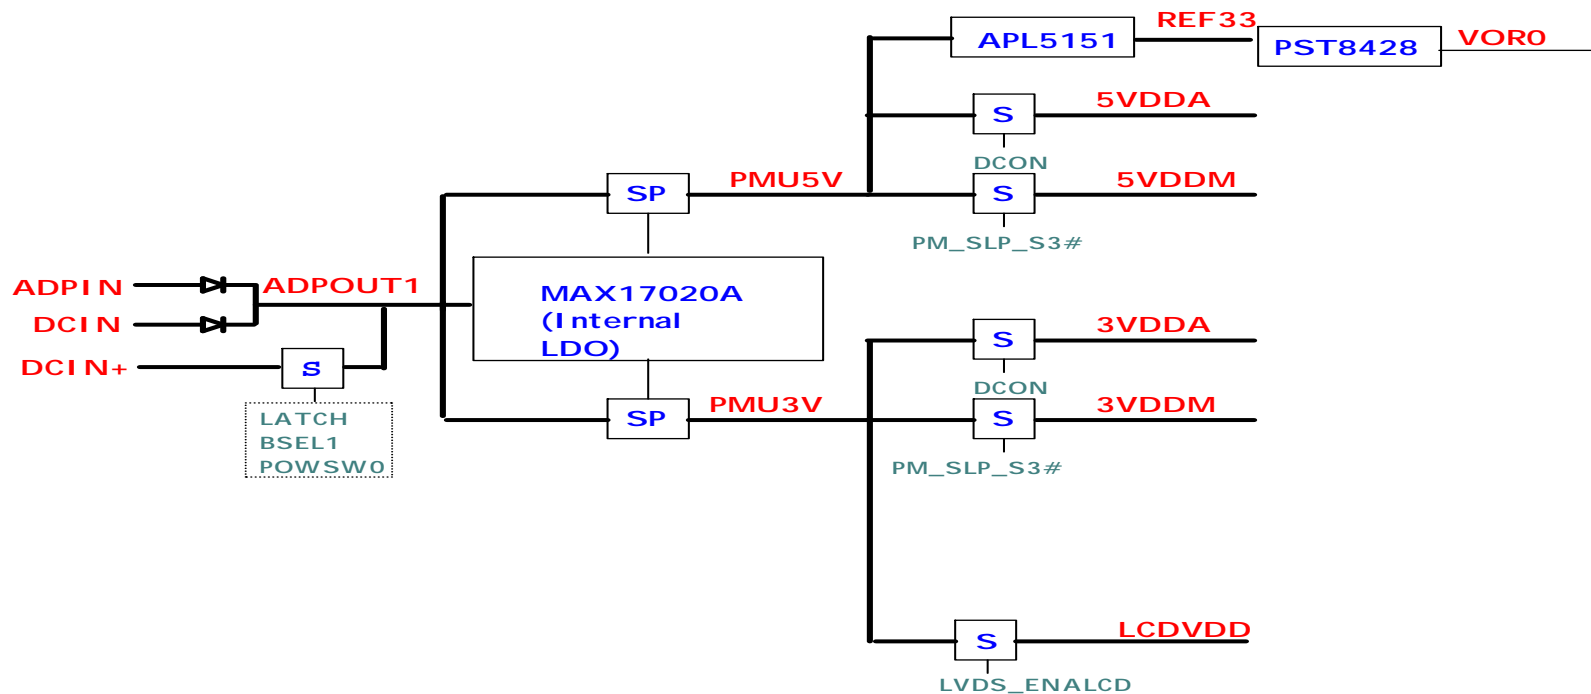 APL5151
REF33
PST8428
VOR0
S
5VDDA
DCON
SP
PMU5V
S
5VDDM
PM_SLP_S3#
ADPIN
ADPOUT1
DCIN
DCIN+
S
LATCH
BSEL1
POWSW0
MAX17020A
(Internal
LDO)
S
3VDDA
DCON
SP
PMU3V
S
3VDDM
PM_SLP_S3#
S
LCDVDD
LVDS_ENALCD